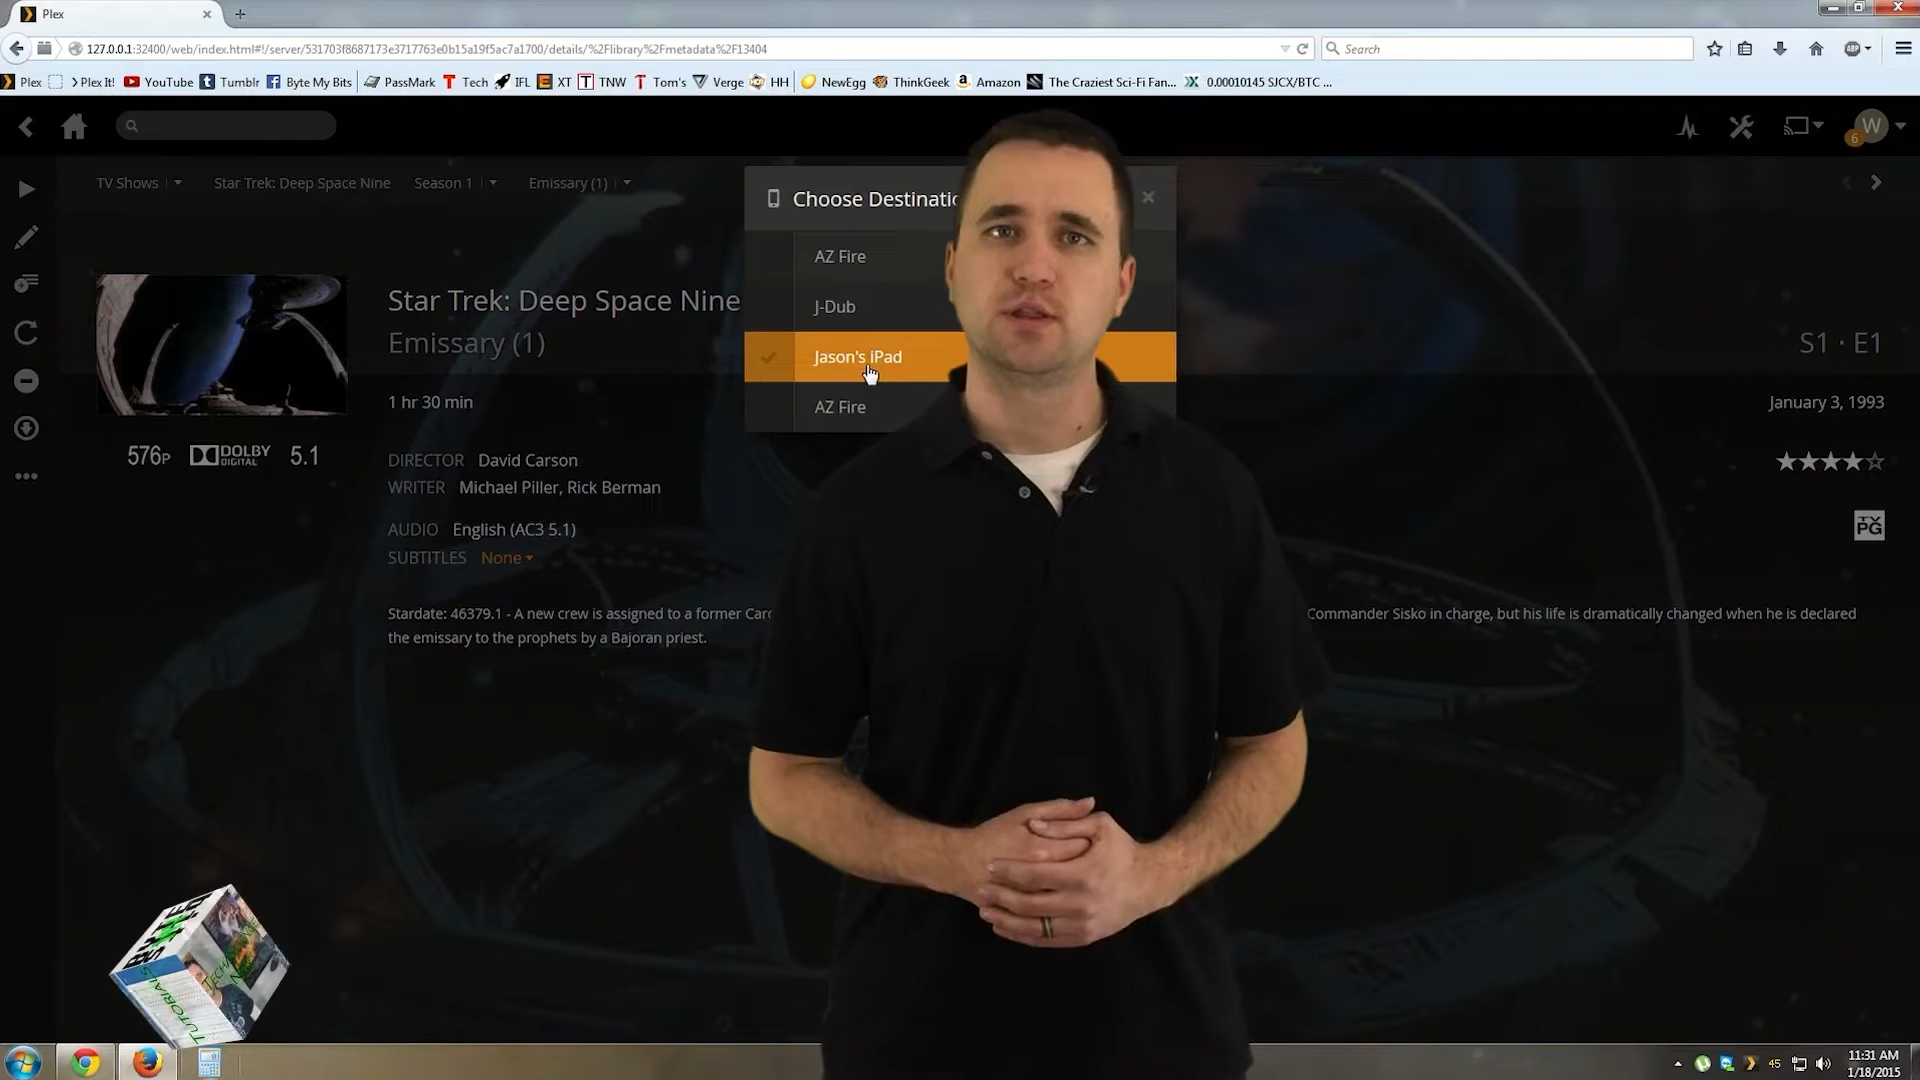 Plex
127.0.0.1:32400/web/index.html#!/server/531703f8687173e3717763e0b15a19f5ac7a1700/details/%2Flibrary%2Fmetadata%2F13404
Search
Plex >Plex It! YouTube Tumblr Byte My Bits PassMark Tech IFL XT TNW Tom's Verge HH NewEgg ThinkGeek Amazon The Craziest Sci-Fi Fan... 0.00010145 SJCX/BTC ...
W
6
TV Shows Star Trek: Deep Space Nine Season 1 Emissary (1)
Choose Destinatio
AZ Fire
J-Dub
Jason's iPad
AZ Fire
Star Trek: Deep Space Nine
Emissary (1)
S1 · E1
1 hr 30 min
January 3, 1993
576P DOLBY DIGITAL 5.1
DIRECTOR David Carson
WRITER Michael Piller, Rick Berman
AUDIO English (AC3 5.1)
SUBTITLES None
TV PG
Stardate: 46379.1 - A new crew is assigned to a former Card Commander Sisko in charge, but his life is dramatically changed when he is declared
the emissary to the prophets by a Bajoran priest.
TUTORIALS
45
11:31 AM
1/18/2015